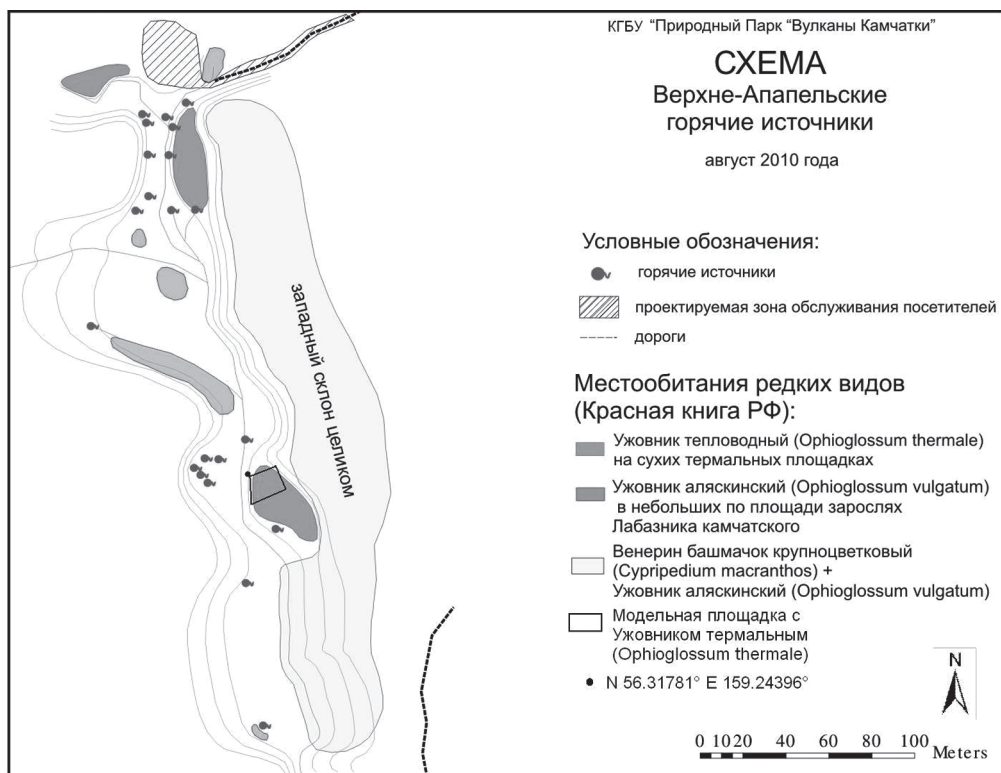 КГБУ "Природный Парк "Вулканы Камчатки"
СХЕМА
Верхне-Апапельские
горячие источники
август 2010 года
западный склон целиком
Условные обозначения:
горячие источники
проектируемая зона обслуживания посетителей
дороги
Местообитания редких видов
(Красная книга РФ):
Ужовник тепловодный (Ophioglossum thermale)
на сухих термальных площадках
Ужовник аляскинский (Ophioglossum vulgatum)
в небольших по площади зарослях
Лабазника камчатского
Венерин башмачок крупноцветковый
(Cypripedium macranthos) +
Ужовник аляскинский (Ophioglossum vulgatum)
Модельная площадка с
Ужовником термальным
(Ophioglossum thermale)
N 56.31781° E 159.24396°
N
0 10 20 40 60 80 100 Meters